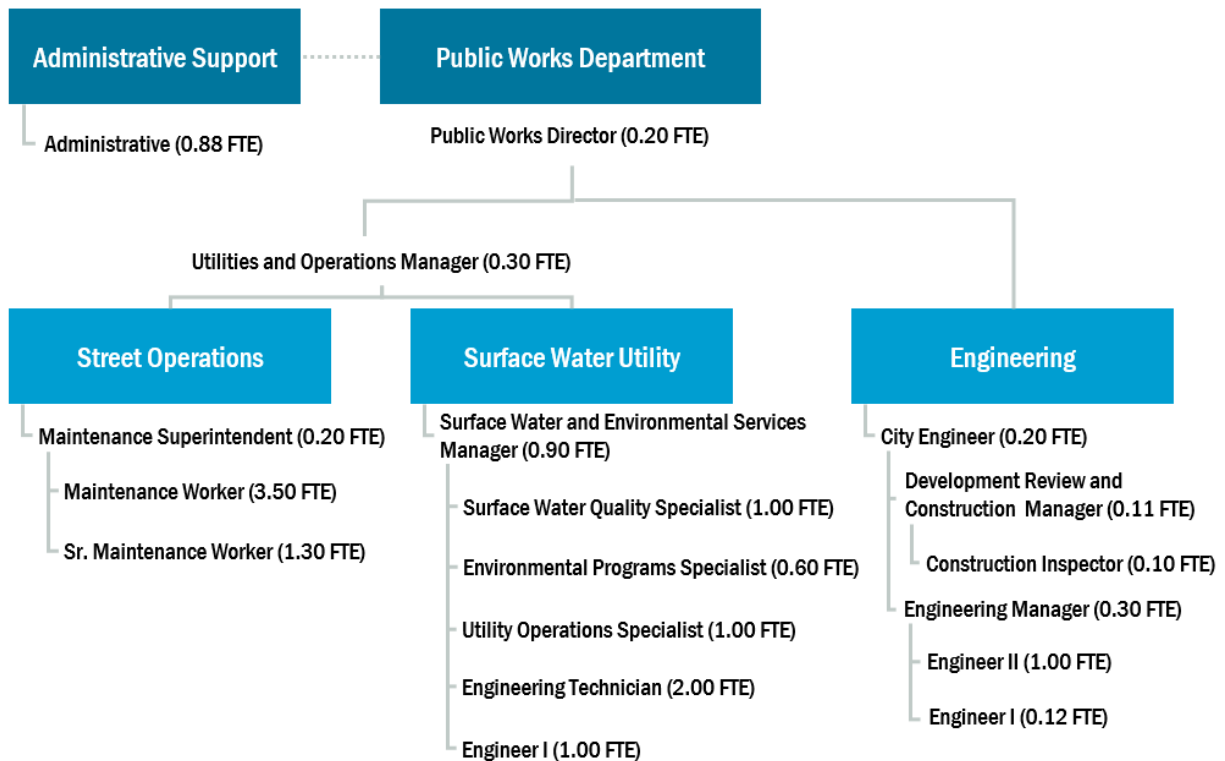 Administrative Support
Public Works Department
Administrative (0.88 FTE)
Public Works Director (0.20 FTE)
Utilities and Operations Manager (0.30 FTE)
Street Operations
Maintenance Superintendent (0.20 FTE)
Maintenance Worker (3.50 FTE)
Sr. Maintenance Worker (1.30 FTE)
Surface Water Utility
Surface Water and Environmental Services
Manager (0.90 FTE)
Surface Water Quality Specialist (1.00 FTE)
Environmental Programs Specialist (0.60 FTE)
Utility Operations Specialist (1.00 FTE)
Engineering Technician (2.00 FTE)
Engineer I (1.00 FTE)
Engineering
City Engineer (0.20 FTE)
Development Review and
Construction Manager (0.11 FTE)
Construction Inspector (0.10 FTE)
Engineering Manager (0.30 FTE)
Engineer II (1.00 FTE)
Engineer I (0.12 FTE)